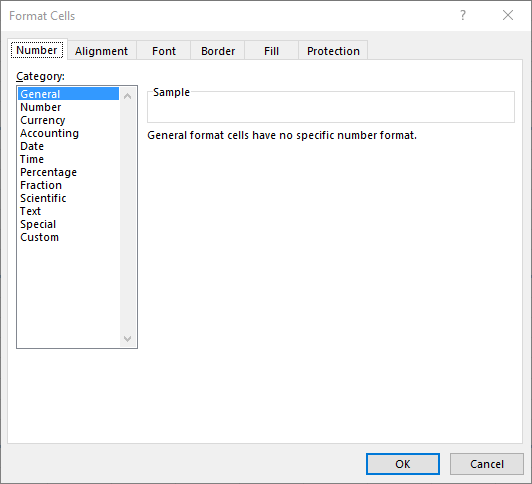 Format Cells ?
Number Alignment Font Border Fill Protection
Category:
General
Number
Currency
Accounting
Date
Time
Percentage
Fraction
Scientific
Text
Special
Custom
Sample
General format cells have no specific number format.
OK Cancel